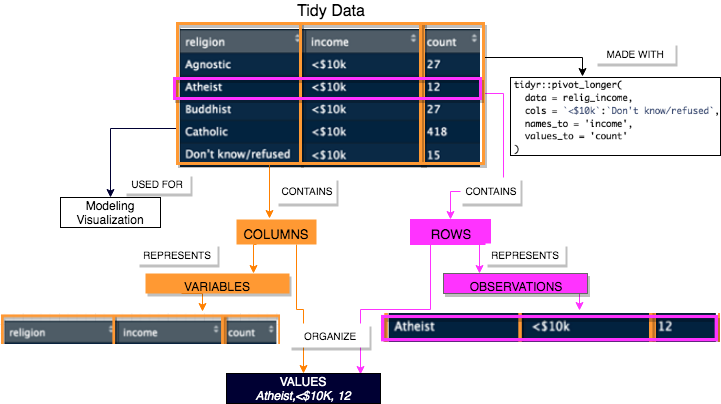 Tidy Data
religion income count
Agnostic <$10k 27
Atheist <$10k 12
Buddhist <$10k 27
Catholic <$10k 418
Don't know/refused <$10k 15
MADE WITH
tidyr::pivot_longer(
data = relig_income,
cols = `<$10k`:`Don't know/refused`,
names_to = 'income',
values_to = 'count'
)
USED FOR
Modeling
Visualization
CONTAINS
CONTAINS
COLUMNS
ROWS
REPRESENTS
REPRESENTS
VARIABLES
OBSERVATIONS
religion income count
Atheist <$10k 12
ORGANIZE
VALUES
Atheist,<$10K, 12